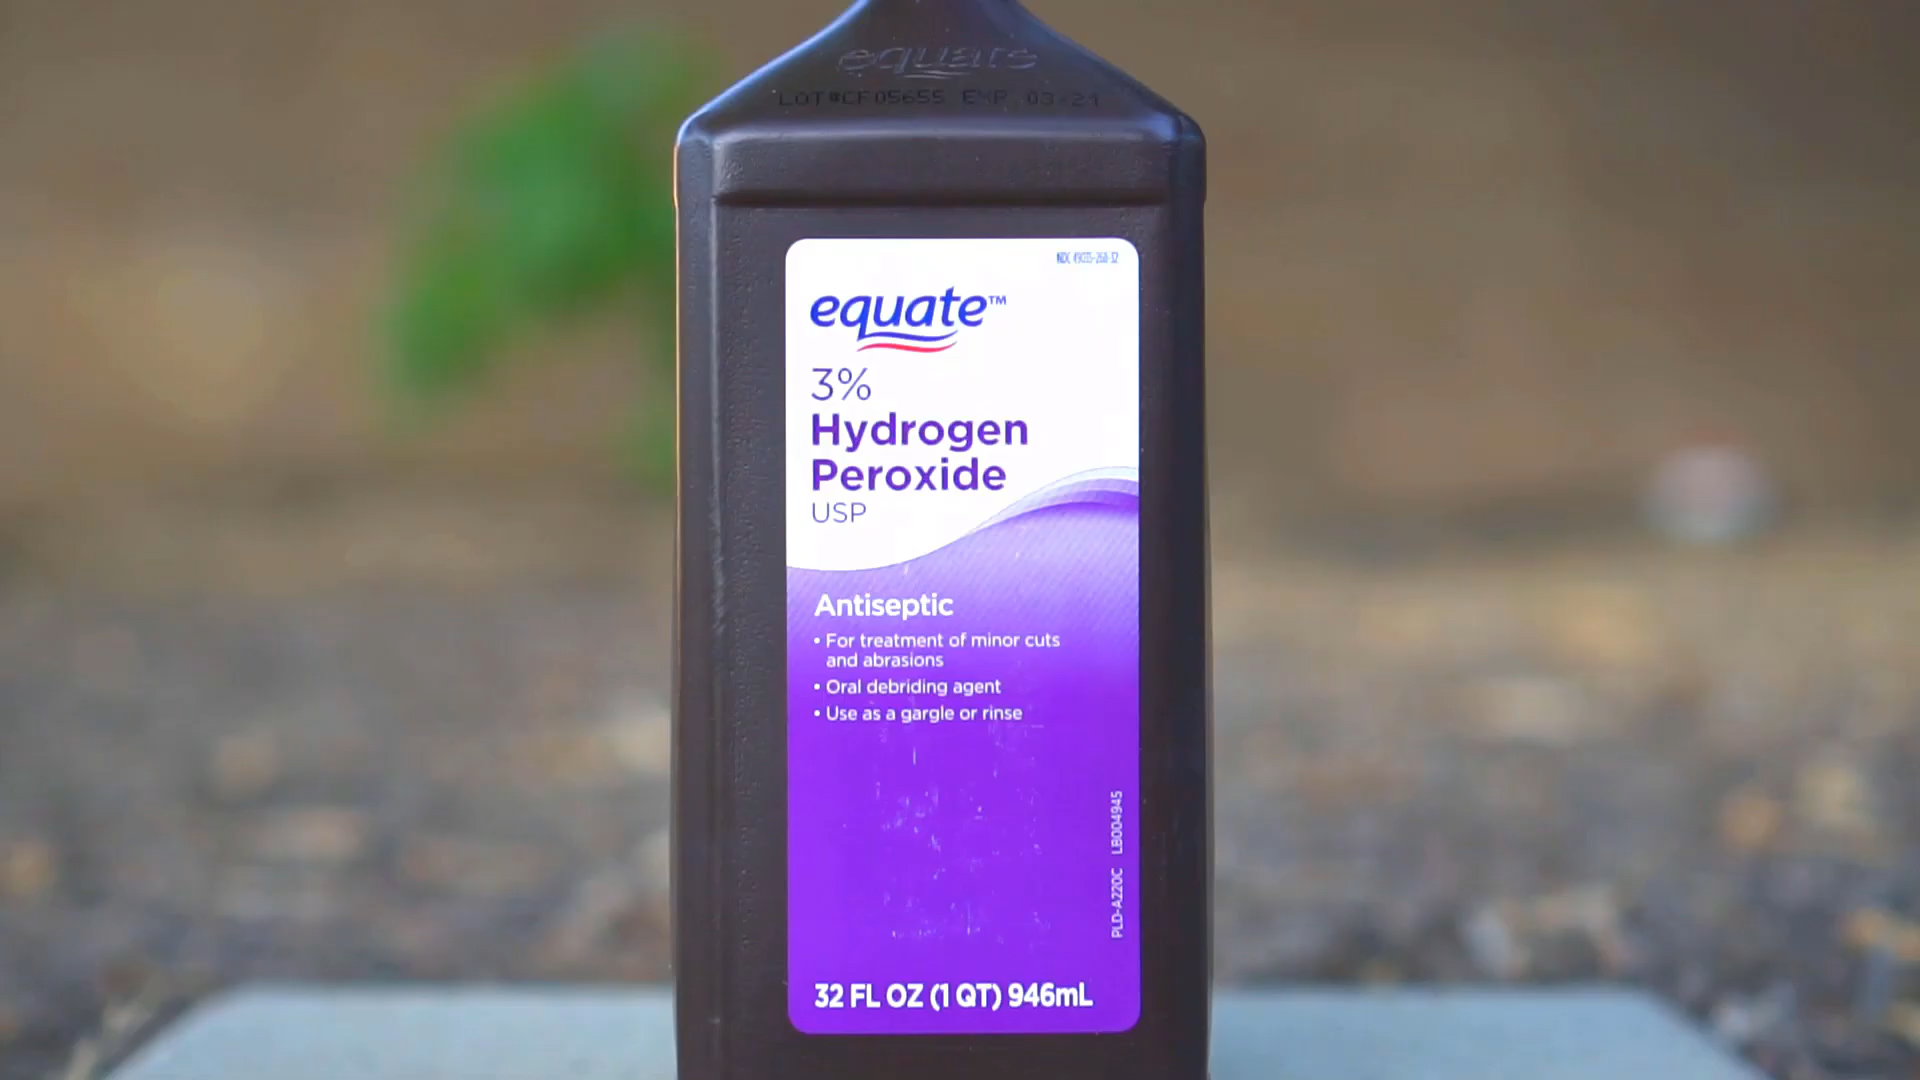 equate
LOT#CF05655 EXP 03/21
equate™
3%
Hydrogen
Peroxide
USP
Antiseptic
• For treatment of minor cuts
and abrasions
• Oral debriding agent
• Use as a gargle or rinse
PLD-A220C LB004945
32 FL OZ (1 QT) 946mL